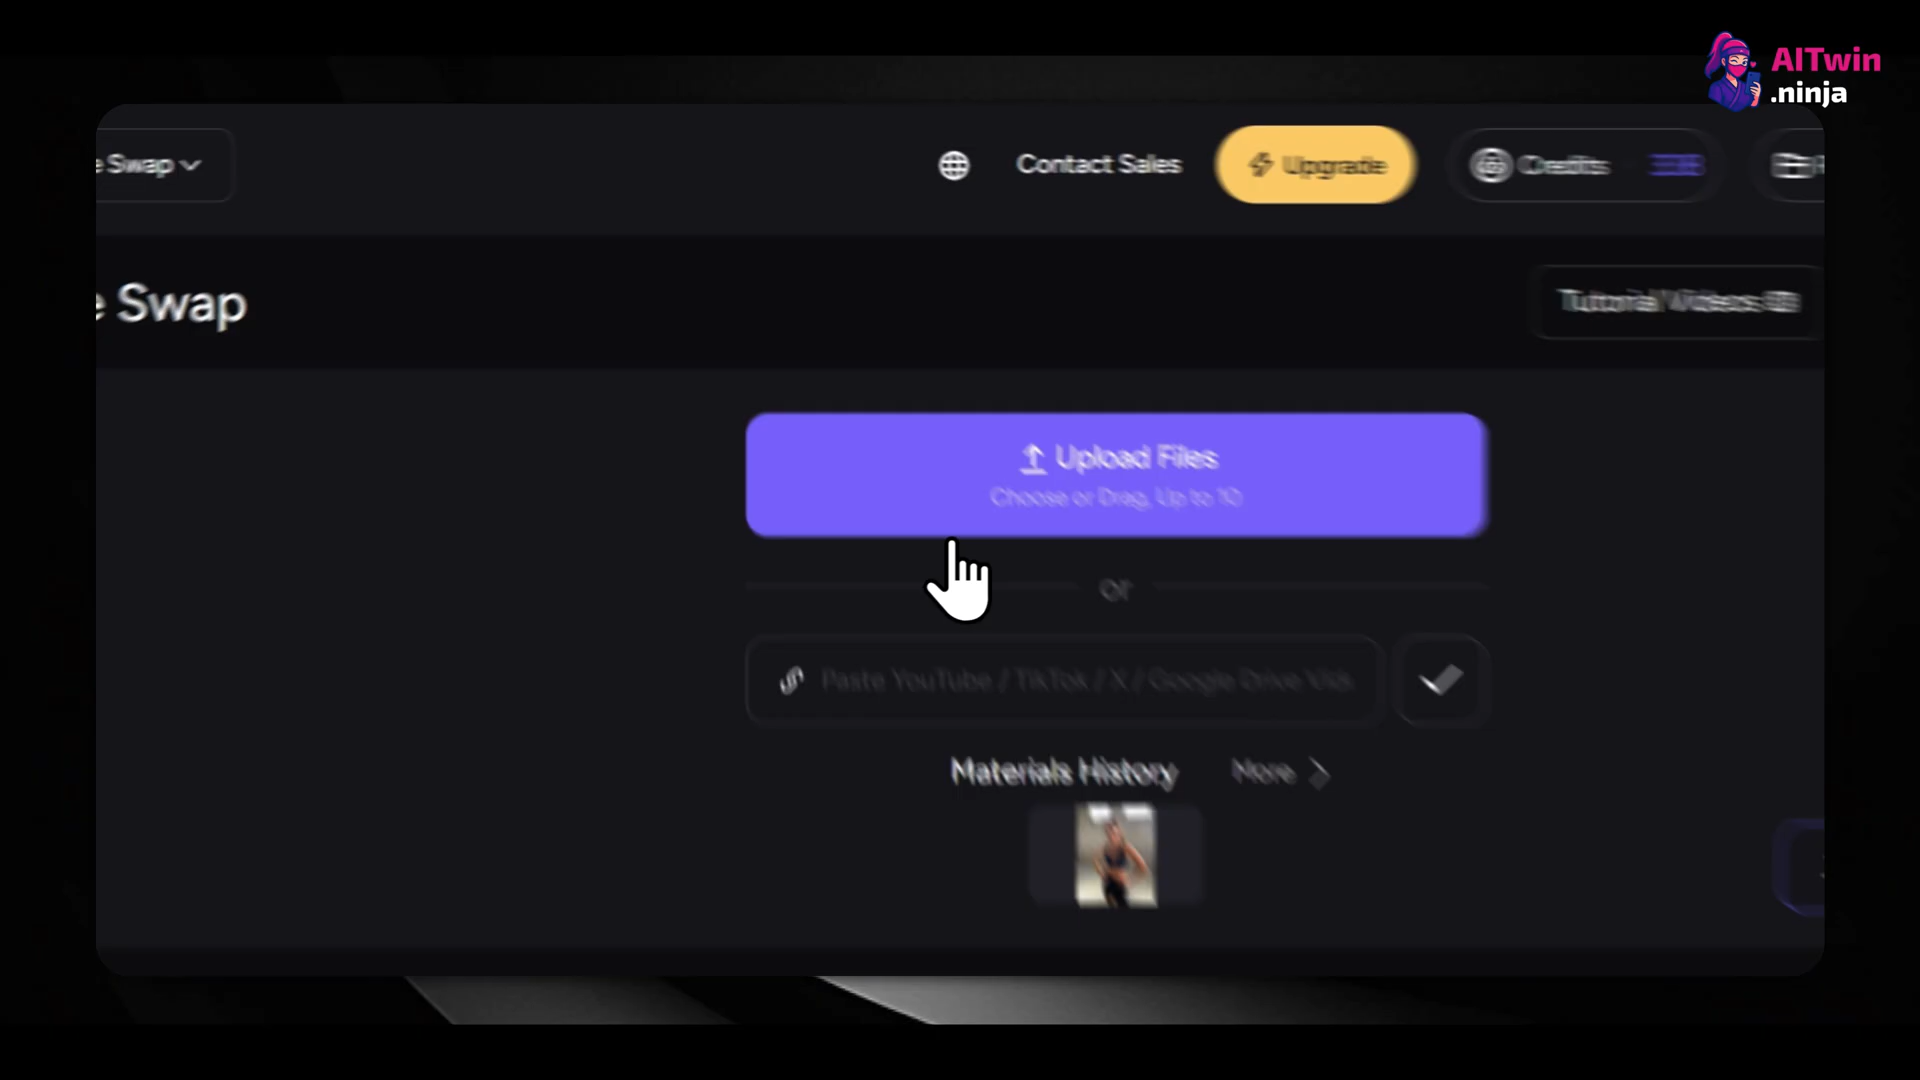 AITwin
.ninja
e Swap
Contact Sales
Upgrade
Credits
e Swap
Tutorial Videos
Upload Files
Choose or Drag, Up to 10
or
Paste YouTube / TikTok / X / Google Drive
Materials History
More